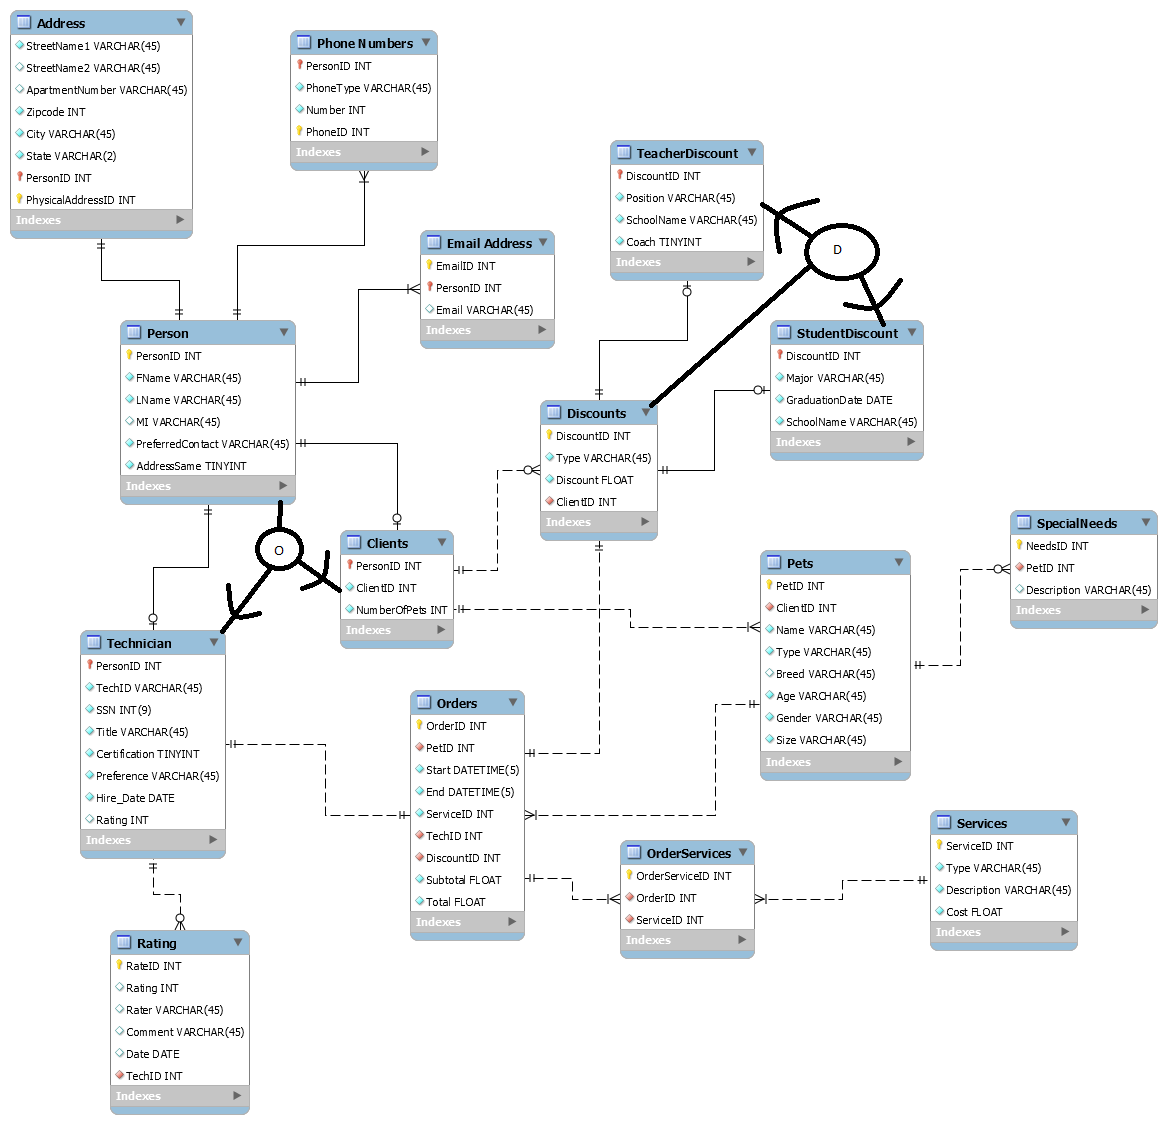 Address
StreetName1 VARCHAR(45)
StreetName2 VARCHAR(45)
ApartmentNumber VARCHAR(45)
Zipcode INT
City VARCHAR(45)
State VARCHAR(2)
PersonID INT
PhysicalAddressID INT
Indexes
Phone Numbers
PersonID INT
PhoneType VARCHAR(45)
Number INT
PhoneID INT
Indexes
Email Address
EmailID INT
PersonID INT
Email VARCHAR(45)
Indexes
TeacherDiscount
DiscountID INT
Position VARCHAR(45)
SchoolName VARCHAR(45)
Coach TINYINT
Indexes
D
StudentDiscount
DiscountID INT
Major VARCHAR(45)
GraduationDate DATE
SchoolName VARCHAR(45)
Indexes
Person
PersonID INT
FName VARCHAR(45)
LName VARCHAR(45)
MI VARCHAR(45)
PreferredContact VARCHAR(45)
AddressSame TINYINT
Indexes
Discounts
DiscountID INT
Type VARCHAR(45)
Discount FLOAT
ClientID INT
Indexes
O
Clients
PersonID INT
ClientID INT
NumberOfPets INT
Indexes
Pets
PetID INT
ClientID INT
Name VARCHAR(45)
Type VARCHAR(45)
Breed VARCHAR(45)
Age VARCHAR(45)
Gender VARCHAR(45)
Size VARCHAR(45)
Indexes
SpecialNeeds
NeedsID INT
PetID INT
Description VARCHAR(45)
Indexes
Technician
PersonID INT
TechID VARCHAR(45)
SSN INT(9)
Title VARCHAR(45)
Certification TINYINT
Preference VARCHAR(45)
Hire_Date DATE
Rating INT
Indexes
Orders
OrderID INT
PetID INT
Start DATETIME(5)
End DATETIME(5)
ServiceID INT
TechID INT
DiscountID INT
Subtotal FLOAT
Total FLOAT
Indexes
OrderServices
OrderServiceID INT
OrderID INT
ServiceID INT
Indexes
Services
ServiceID INT
Type VARCHAR(45)
Description VARCHAR(45)
Cost FLOAT
Indexes
Rating
RateID INT
Rating INT
Rater VARCHAR(45)
Comment VARCHAR(45)
Date DATE
TechID INT
Indexes